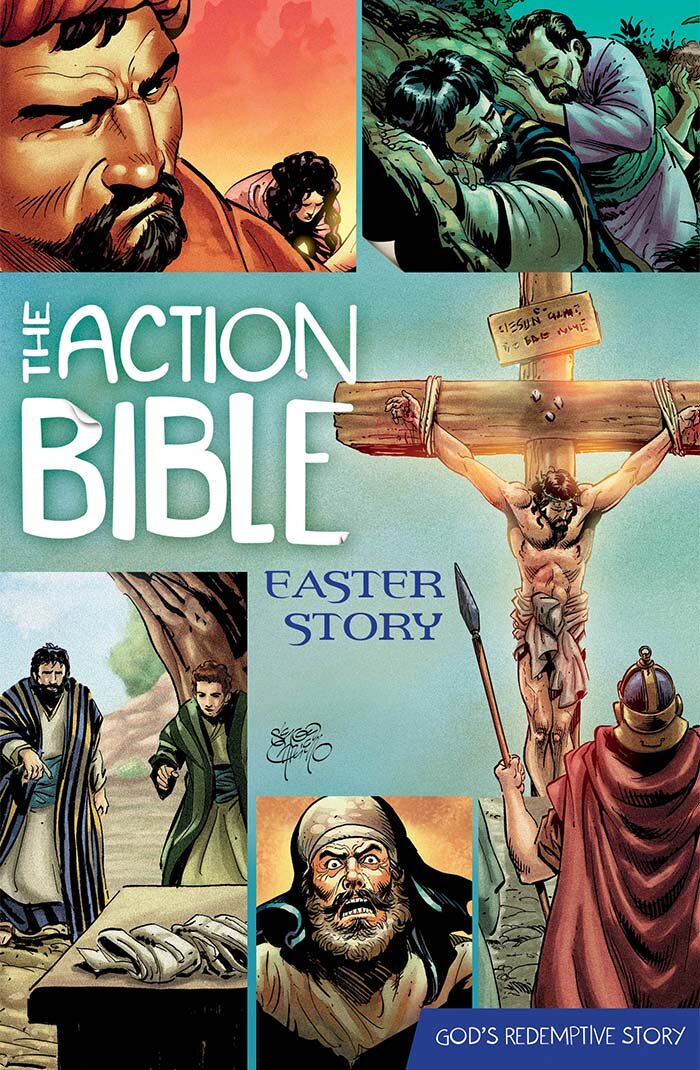 THE
ACTION
BIBLE
EASTER
STORY
GOD'S REDEMPTIVE STORY